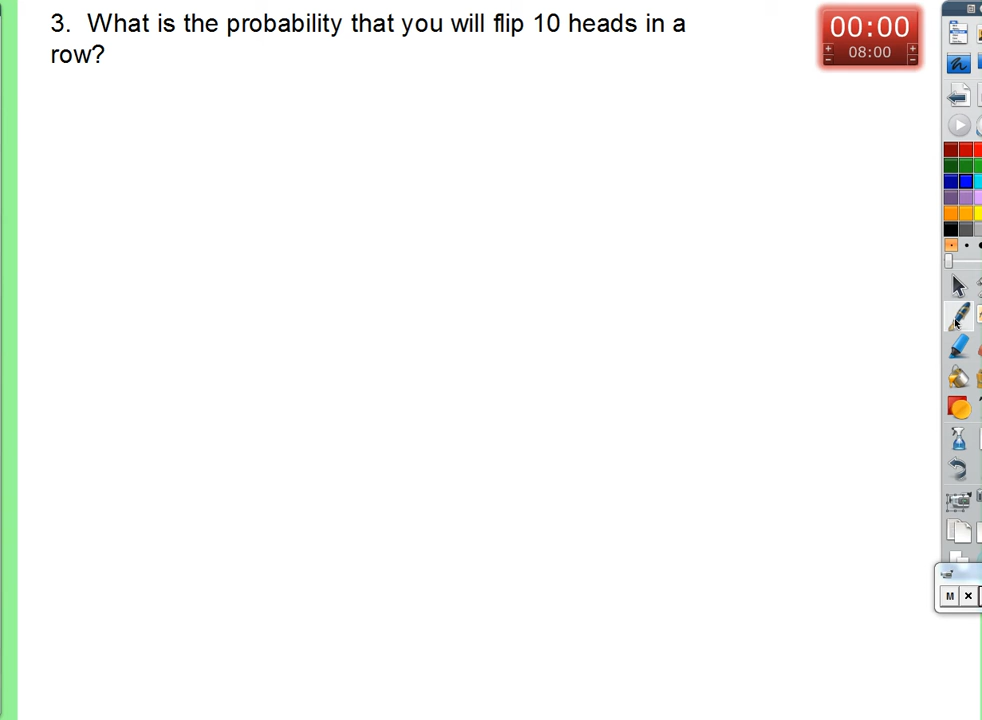 3. What is the probability that you will flip 10 heads in a
row?
00:00
08:00
M